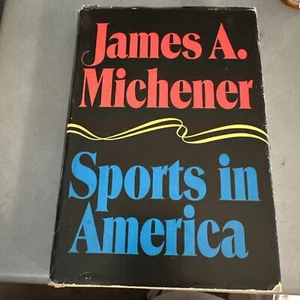 James A.
Michener
Sports in
America